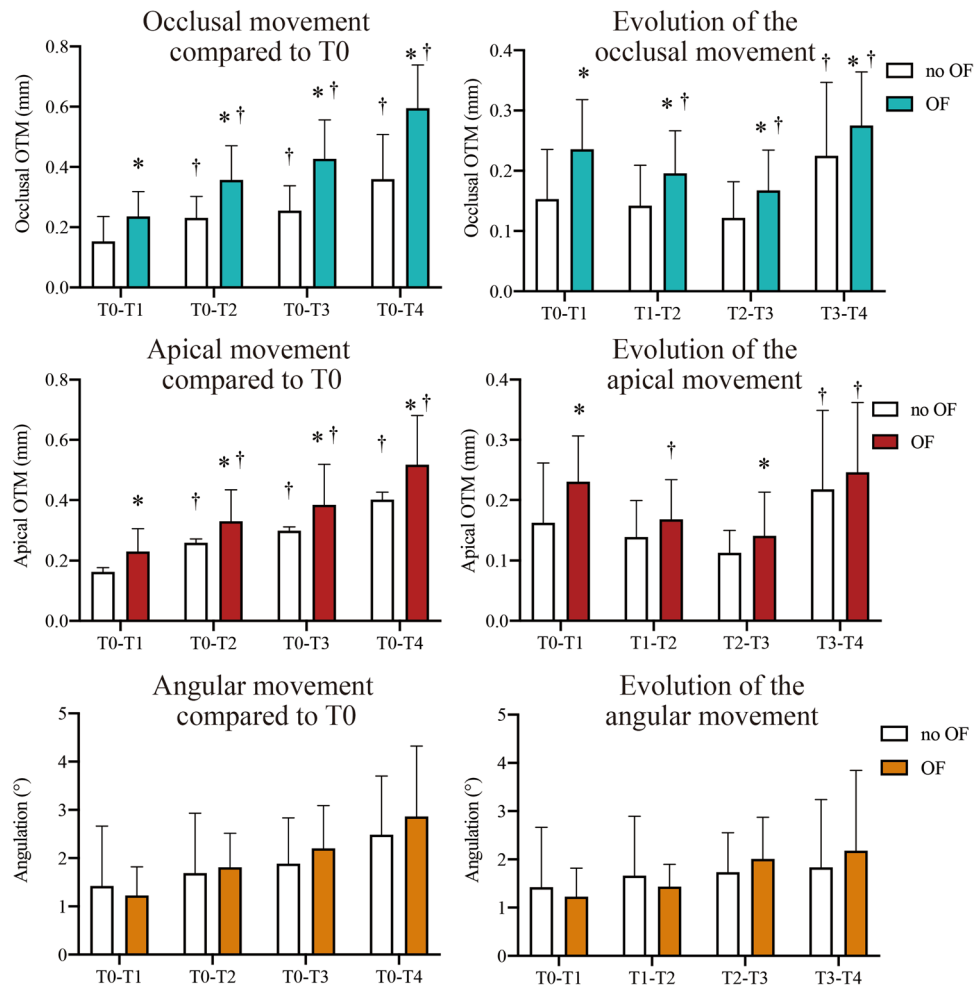 Occlusal movement
compared to T0
Occlusal OTM (mm)
0.8
0.6
0.4
0.2
0.0
*
†
* †
†
* †
†
* †
T0-T1 T0-T2 T0-T3 T0-T4
Evolution of the
occlusal movement
Occlusal OTM (mm)
0.4
0.3
0.2
0.1
0.0
*
* †
* †
†
* †
T0-T1 T1-T2 T2-T3 T3-T4
no OF
OF
Apical movement
compared to T0
Apical OTM (mm)
0.8
0.6
0.4
0.2
0.0
*
†
* †
†
* †
†
* †
T0-T1 T0-T2 T0-T3 T0-T4
Evolution of the
apical movement
Apical OTM (mm)
0.4
0.3
0.2
0.1
0.0
*
†
*
†
†
T0-T1 T1-T2 T2-T3 T3-T4
no OF
OF
Angular movement
compared to T0
Angulation (°)
5
4
3
2
1
0
T0-T1 T0-T2 T0-T3 T0-T4
Evolution of the
angular movement
Angulation (°)
5
4
3
2
1
0
T0-T1 T1-T2 T2-T3 T3-T4
no OF
OF